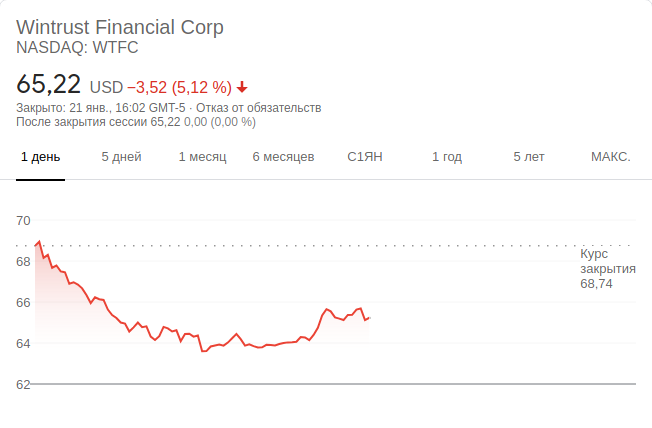 Wintrust Financial Corp
NASDAQ: WTFC
65,22 USD −3,52 (5,12 %)
Закрыто: 21 янв., 16:02 GMT-5 · Отказ от обязательств
После закрытия сессии 65,22 0,00 (0,00 %)
1 день 5 дней 1 месяц 6 месяцев С1ЯН 1 год 5 лет МАКС.
70
68
66
64
62
Курс
закрытия
68,74